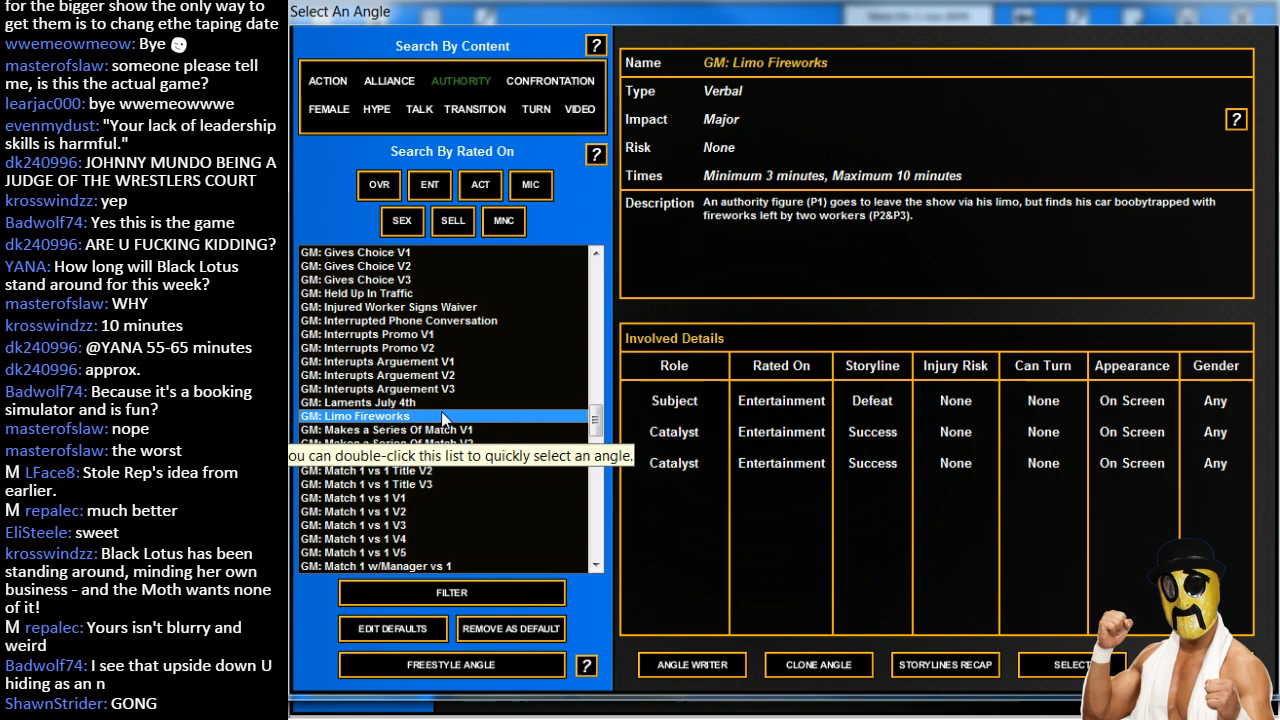 for the bigger show the only way to
get them is to chang ethe taping date
wwemeowmeow: Bye
masterofslaw: someone please tell
me, is this the actual game?
learjac000: bye wwemeowwwe
evenmydust: "Your lack of leadership
skills is harmful."
dk240996: JOHNNY MUNDO BEING A
JUDGE OF THE WRESTLERS COURT
krosswindzz: yep
Badwolf74: Yes this is the game
dk240996: ARE U FUCKING KIDDING?
YANA: How long will Black Lotus
stand around for this week?
masterofslaw: WHY
krosswindzz: 10 minutes
dk240996: @YANA 55-65 minutes
dk240996: approx.
Badwolf74: Because it's a booking
simulator and is fun?
masterofslaw: nope
masterofslaw: the worst
M LFace8: Stole Rep's idea from
earlier.
M repalec: much better
EliSteele: sweet
krosswindzz: Black Lotus has been
standing around, minding her own
business - and the Moth wants none
of it!
M repalec: Yours isn't blurry and
weird
Badwolf74: I see that upside down U
hiding as an n
ShawnStrider: GONG
Select An Angle
Search By Content
?
ACTION ALLIANCE AUTHORITY CONFRONTATION
FEMALE HYPE TALK TRANSITION TURN VIDEO
Search By Rated On
?
OVR ENT ACT MIC
SEX SELL MNC
GM: Gives Choice V1
GM: Gives Choice V2
GM: Gives Choice V3
GM: Held Up In Traffic
GM: Injured Worker Signs Waiver
GM: Interrupted Phone Conversation
GM: Interrupts Promo V1
GM: Interrupts Promo V2
GM: Interupts Arguement V1
GM: Interupts Arguement V2
GM: Interupts Arguement V3
GM: Laments July 4th
GM: Limo Fireworks
GM: Makes a Series Of Match V1
GM: Makes a Series Of Match V2
ou can double-click this list to quickly select an angle.
GM: Match 1 vs 1 Title V2
GM: Match 1 vs 1 Title V3
GM: Match 1 vs 1 V1
GM: Match 1 vs 1 V2
GM: Match 1 vs 1 V3
GM: Match 1 vs 1 V4
GM: Match 1 vs 1 V5
GM: Match 1 w/Manager vs 1
FILTER
EDIT DEFAULTS REMOVE AS DEFAULT
FREESTYLE ANGLE
?
Name GM: Limo Fireworks
Type Verbal
Impact Major
?
Risk None
Times Minimum 3 minutes, Maximum 10 minutes
Description An authority figure (P1) goes to leave the show via his limo, but finds his car boobytrapped with
fireworks left by two workers (P2&P3).
Involved Details
Role Rated On Storyline Injury Risk Can Turn Appearance Gender
Subject Entertainment Defeat None None On Screen Any
Catalyst Entertainment Success None None On Screen Any
Catalyst Entertainment Success None None On Screen Any
ANGLE WRITER CLONE ANGLE STORYLINES RECAP SELECT